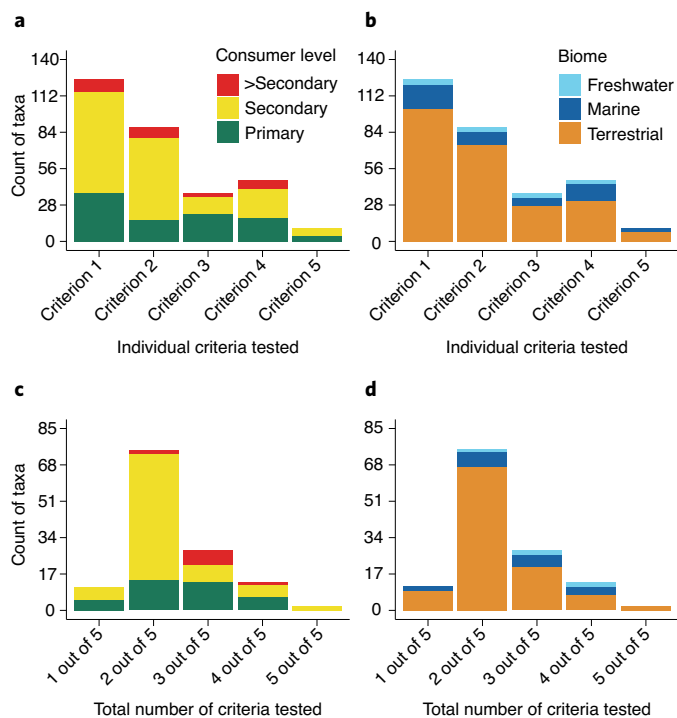 a
Consumer level
>Secondary
Secondary
Primary
Count of taxa
140
112
84
56
28
0
Criterion 1
Criterion 2
Criterion 3
Criterion 4
Criterion 5
Individual criteria tested
b
Biome
Freshwater
Marine
Terrestrial
140
112
84
56
28
0
Criterion 1
Criterion 2
Criterion 3
Criterion 4
Criterion 5
Individual criteria tested
c
Count of taxa
85
68
51
34
17
0
1 out of 5
2 out of 5
3 out of 5
4 out of 5
5 out of 5
Total number of criteria tested
d
85
68
51
34
17
0
1 out of 5
2 out of 5
3 out of 5
4 out of 5
5 out of 5
Total number of criteria tested